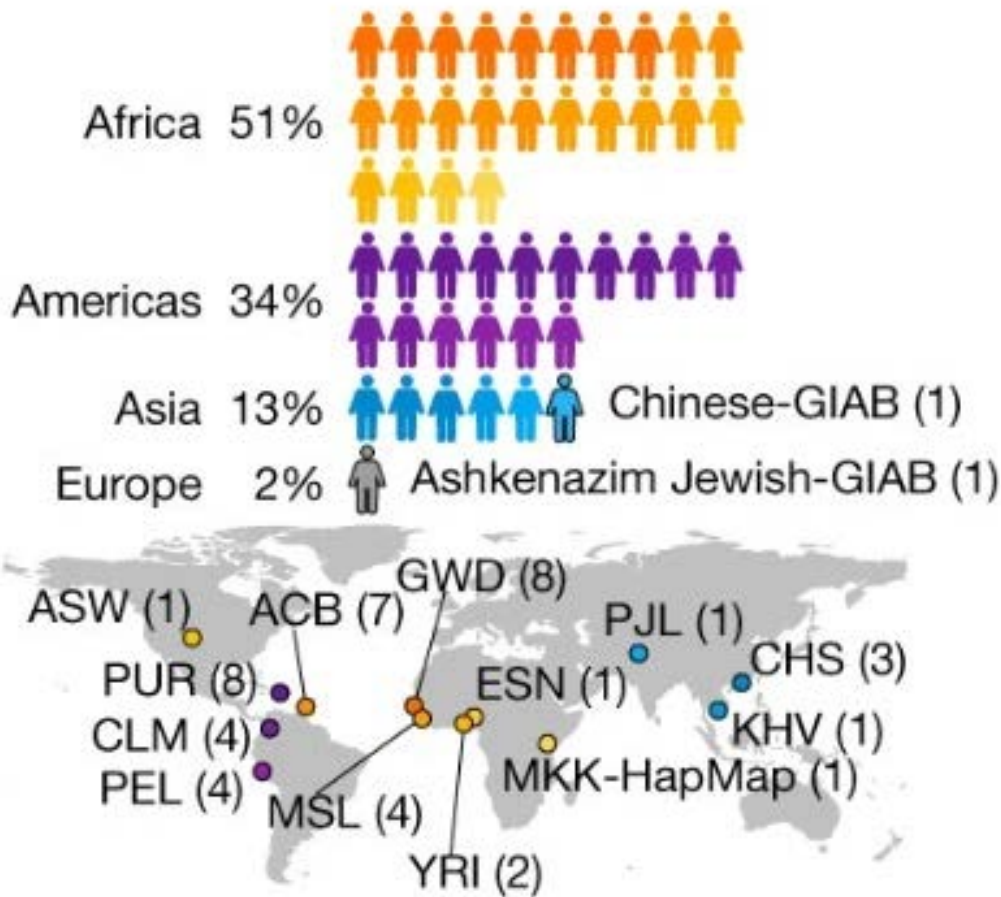 Africa 51%
Americas 34%
Asia 13% Chinese-GIAB (1)
Europe 2% Ashkenazim Jewish-GIAB (1)
GWD (8)
ASW (1) ACB (7)
PJL (1)
CHS (3)
PUR (8) ESN (1)
CLM (4) KHV (1)
PEL (4) MKK-HapMap (1)
MSL (4)
YRI (2)